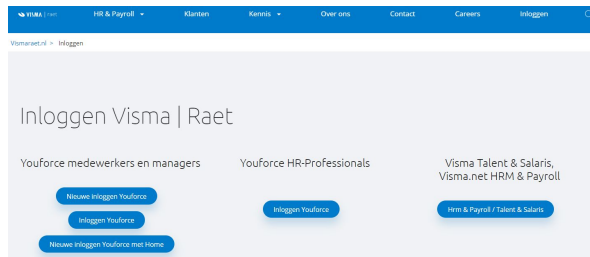 VISMA | raet HR & Payroll Klanten Kennis Over ons Contact Careers Inloggen
Vismaraet.nl > Inloggen
Inloggen Visma | Raet
Youforce medewerkers en managers
Nieuwe Inloggen Youforce
Inloggen Youforce
Nieuwe Inloggen Youforce met Home
Youforce HR-Professionals
Inloggen Youforce
Visma Talent & Salaris,
Visma.net HRM & Payroll
Hrm & Payroll / Talent & Salaris